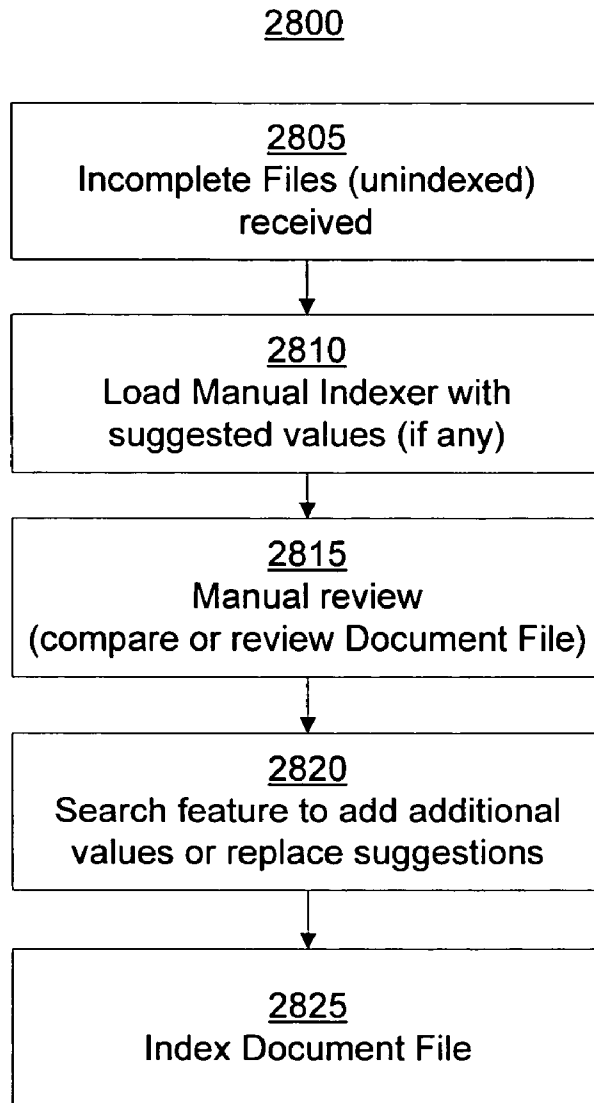 2800
2805
Incomplete Files (unindexed)
received
2810
Load Manual Indexer with
suggested values (if any)
2815
Manual review
(compare or review Document File)
2820
Search feature to add additional
values or replace suggestions
2825
Index Document File